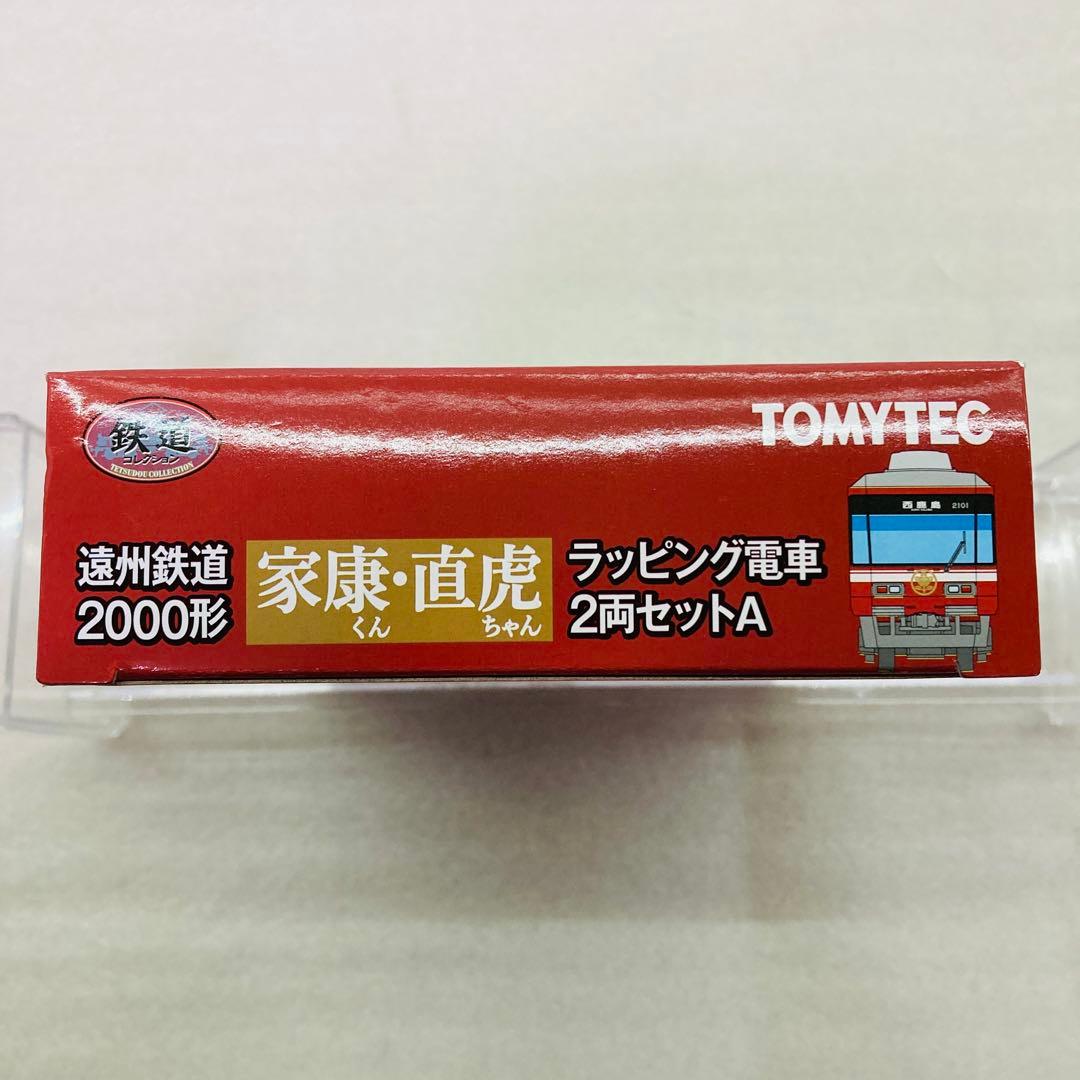 鉄道
コレクション
TETSUDOU COLLECTION
TOMYTEC
西鹿島 2101
遠州鉄道
2000形
家康・直虎
くん ちゃん
ラッピング電車
2両セットA